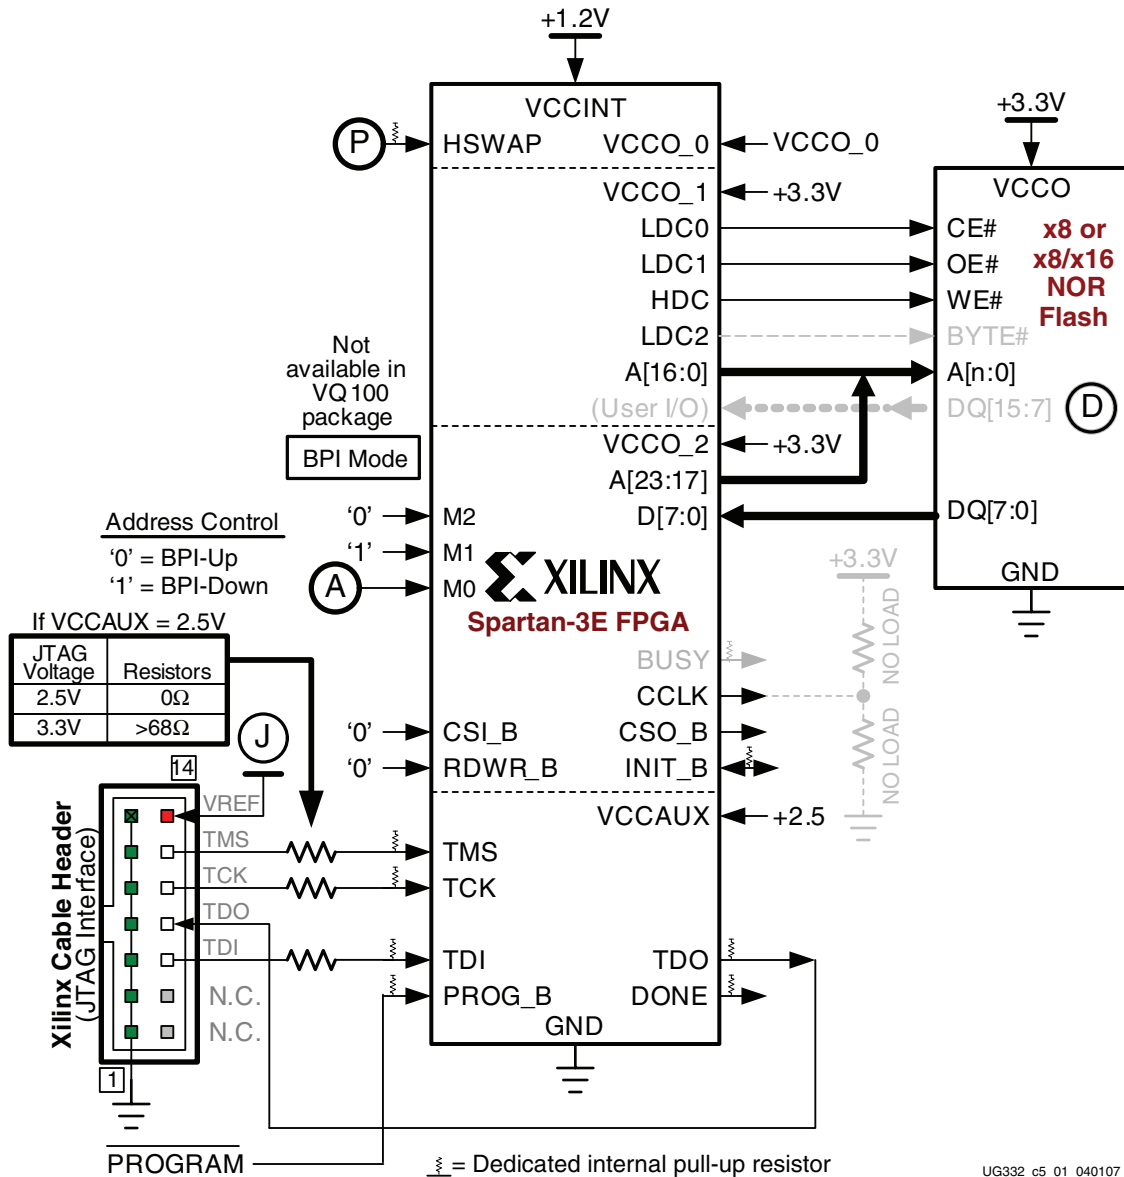 +1.2V
VCCINT
P
HSWAP
VCCO_0
VCCO_0
+3.3V
VCCO
VCCO_1
+3.3V
LDC0
CE#
x8 or
x8/x16
NOR
Flash
LDC1
OE#
HDC
WE#
LDC2
BYTE#
A[16:0]
A[n:0]
(User I/O)
DQ[15:7]
D
Not
available in
VQ100
package
BPI Mode
VCCO_2
+3.3V
A[23:17]
D[7:0]
DQ[7:0]
GND
Address Control
‘0’ = BPI-Up
‘1’ = BPI-Down
‘0’
M2
‘1’
M1
A
M0
XILINX
Spartan-3E FPGA
+3.3V
NO LOAD
NO LOAD
If VCCAUX = 2.5V
JTAG
Voltage
Resistors
2.5V
0Ω
3.3V
>68Ω
BUSY
CCLK
J
‘0’
CSI_B
CSO_B
‘0’
RDWR_B
INIT_B
VCCAUX
+2.5
14
VREF
TMS
TMS
TCK
TCK
TDO
TDI
TDI
TDO
N.C.
PROG_B
DONE
N.C.
GND
Xilinx Cable Header
(JTAG Interface)
1
PROGRAM
= Dedicated internal pull-up resistor
UG332_c5_01_040107